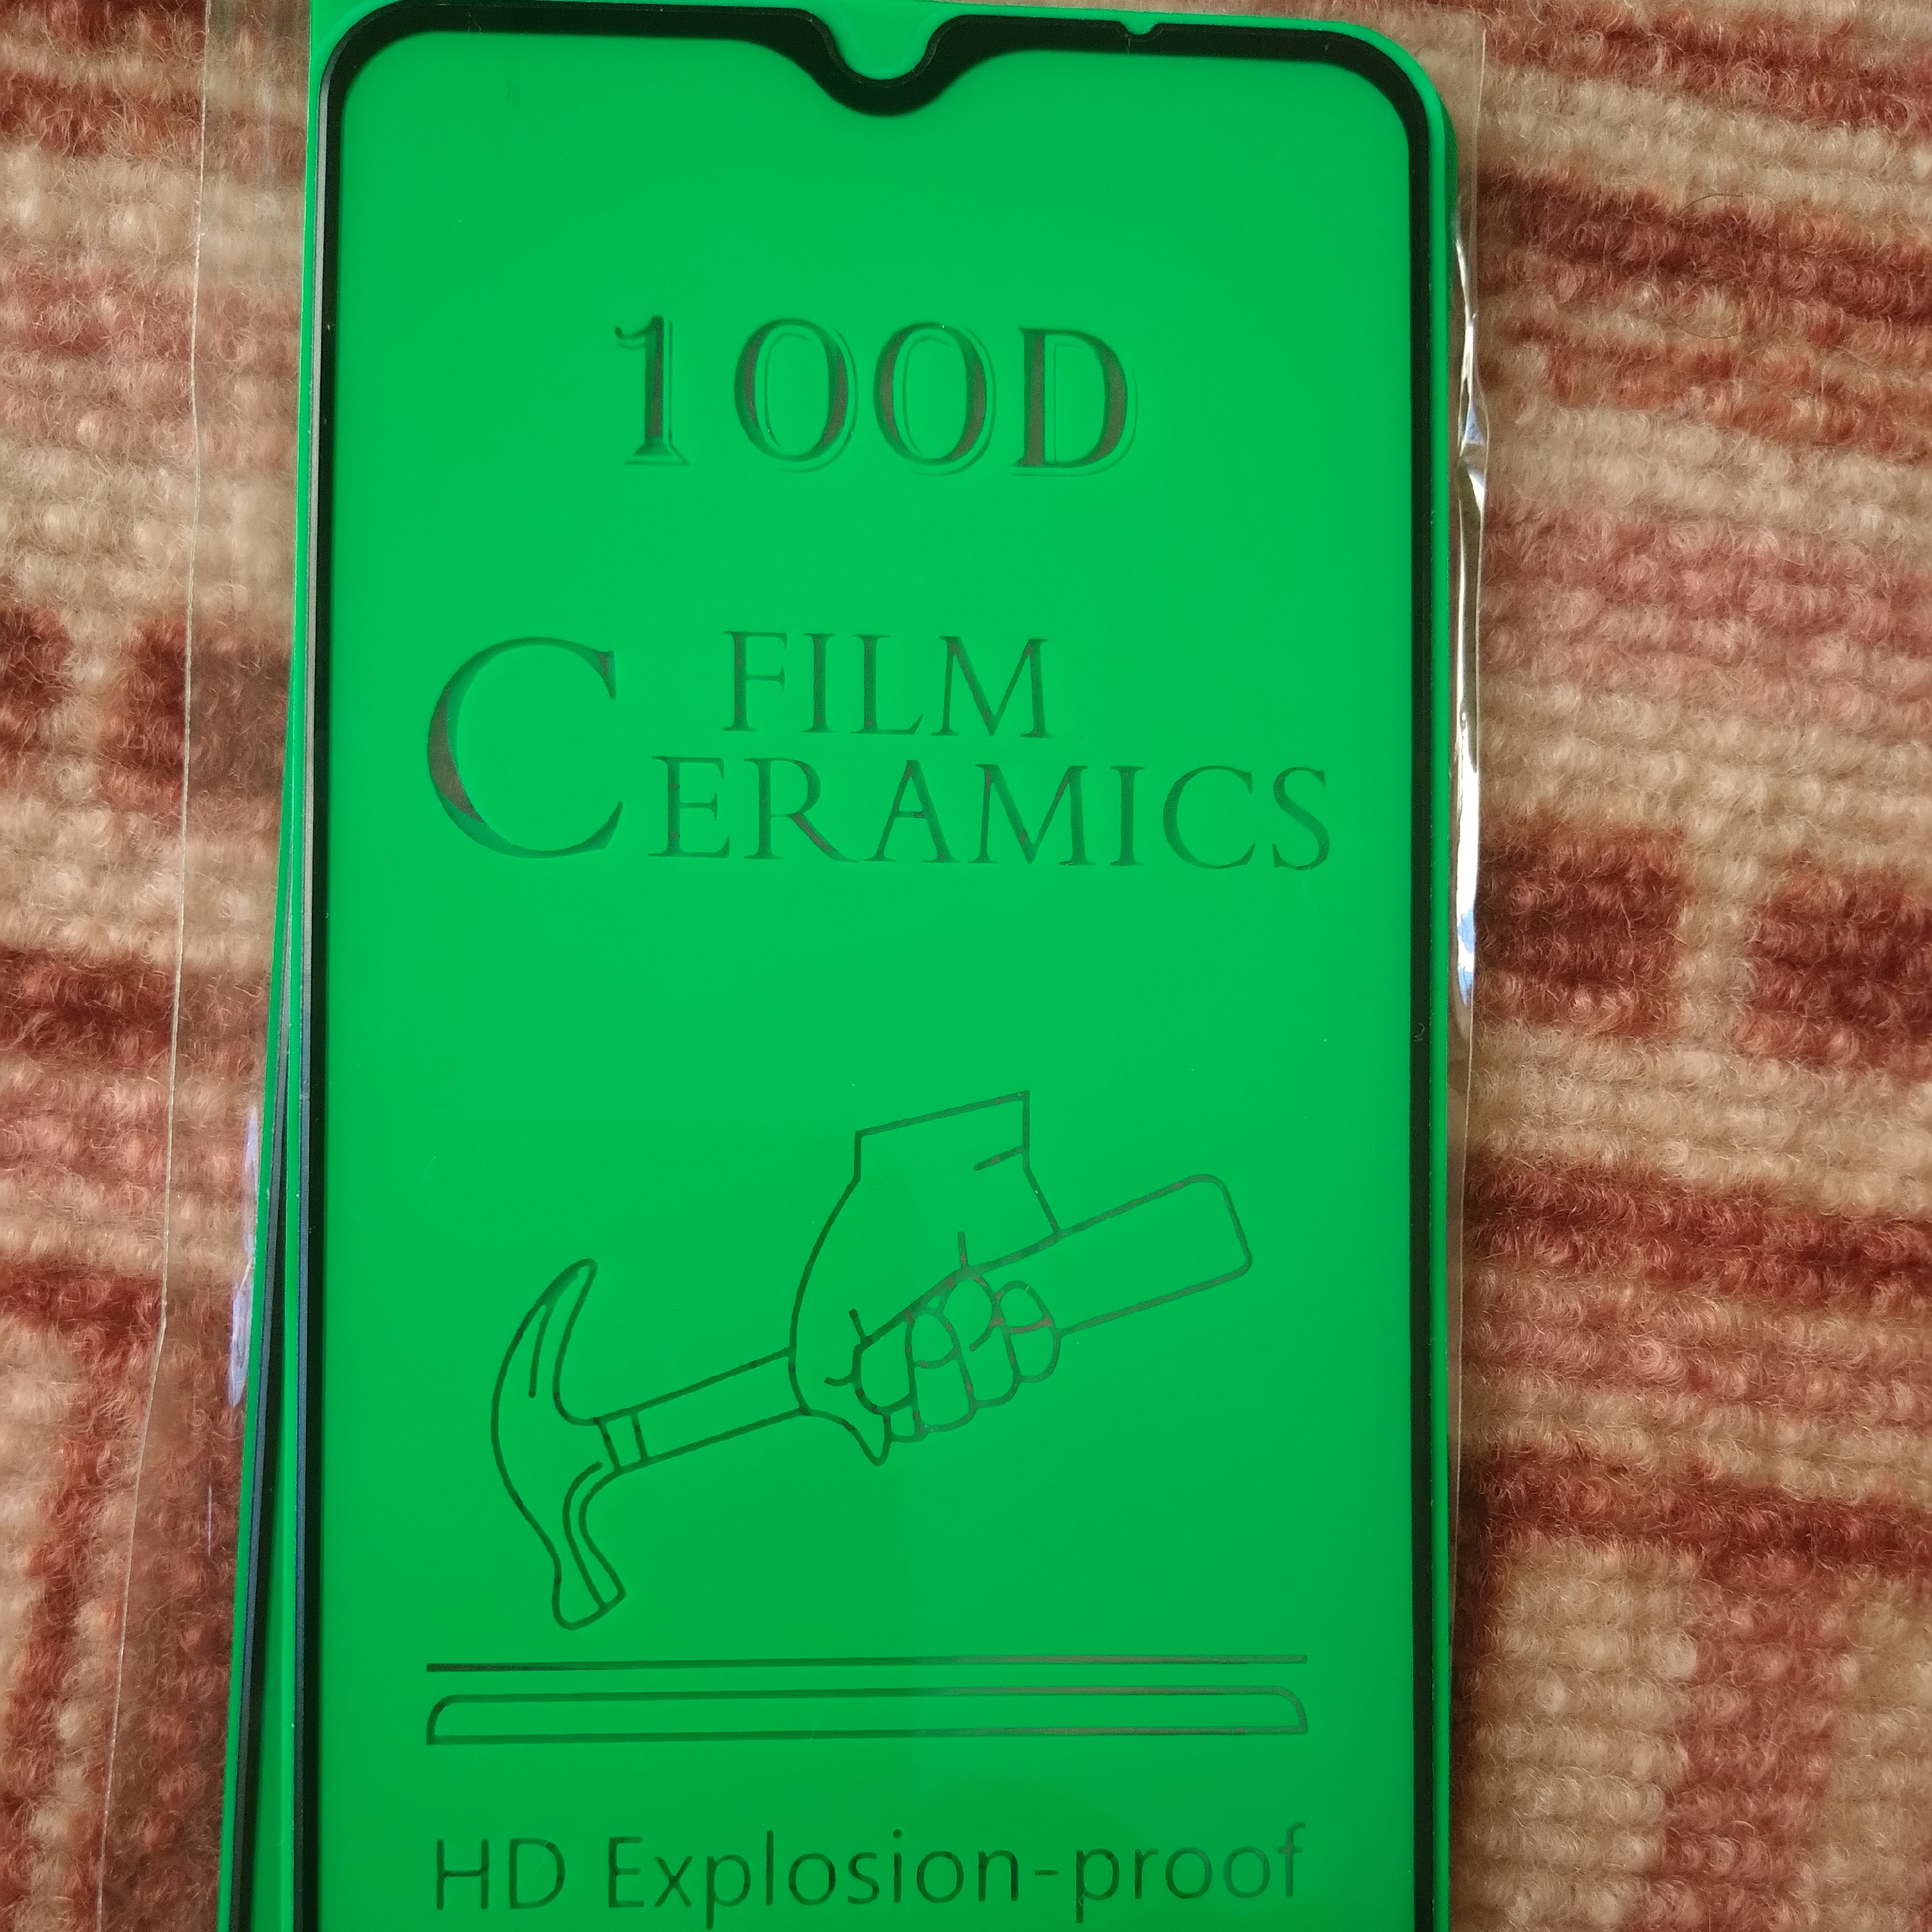 100D
FILM
CERAMICS
HD Explosion-proof